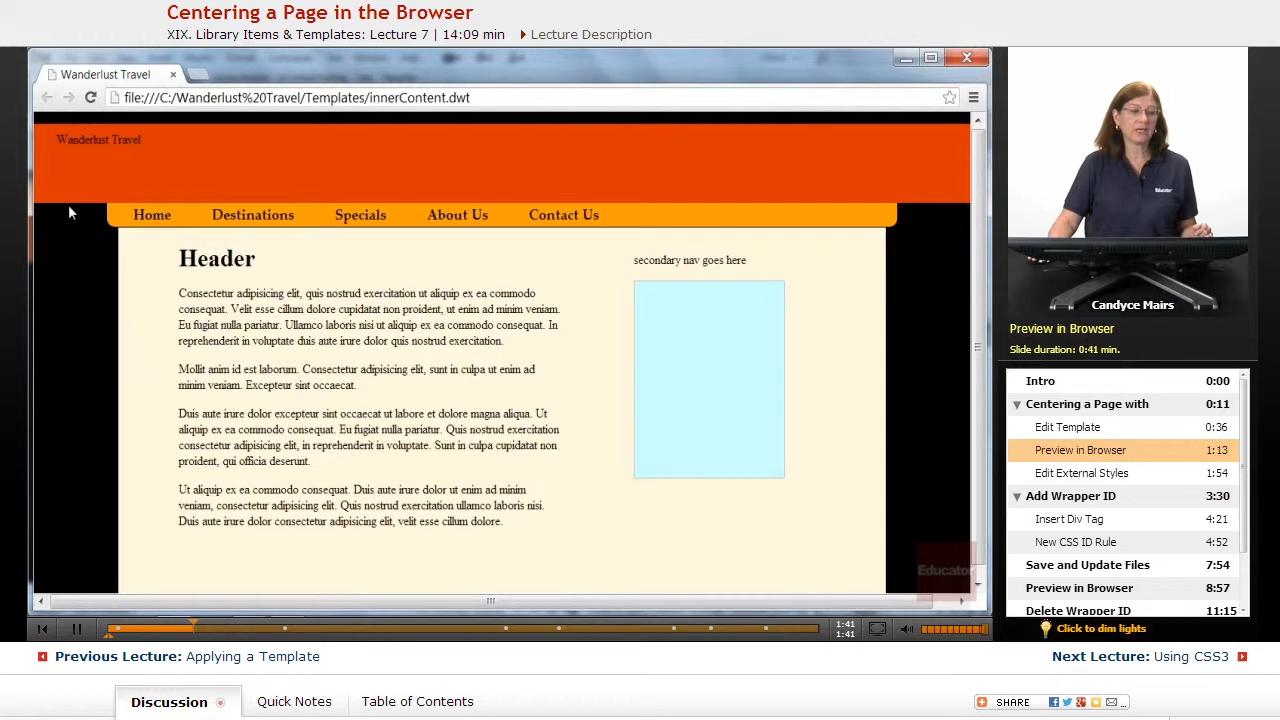 Centering a Page in the Browser
XIX. Library Items & Templates: Lecture 7 | 14:09 min
Lecture Description
Wanderlust Travel
file:///C:/Wanderlust%20Travel/Templates/innerContent.dwt
Wanderlust Travel
Home Destinations Specials About Us Contact Us
Header
secondary nav goes here
Consectetur adipisicing elit, quis nostrud exercitation ut aliquip ex ea commodo
consequat. Velit esse cillum dolore cupidatat non proident, ut enim ad minim veniam.
Eu fugiat nulla pariatur. Ullamco laboris nisi ut aliquip ex ea commodo consequat. In
reprehenderit in voluptate duis aute irure dolor quis nostrud exercitation.
Mollit anim id est laborum. Consectetur adipisicing elit, sunt in culpa ut enim ad
minim veniam. Excepteur sint occaecat.
Duis aute irure dolor excepteur sint occaecat ut labore et dolore magna aliqua. Ut
aliquip ex ea commodo consequat. Eu fugiat nulla pariatur. Quis nostrud exercitation
consectetur adipisicing elit, in reprehenderit in voluptate. Sunt in culpa cupidatat non
proident, qui officia deserunt.
Ut aliquip ex ea commodo consequat. Duis aute irure dolor ut enim ad minim
veniam, consectetur adipisicing elit. Quis nostrud exercitation ullamco laboris nisi.
Duis aute irure dolor consectetur adipisicing elit, velit esse cillum dolore.
Educator
Educator
Candyce Mairs
Preview in Browser
Slide duration: 0:41 min.
Intro 0:00
Centering a Page with 0:11
Edit Template 0:36
Preview in Browser 1:13
Edit External Styles 1:54
Add Wrapper ID 3:30
Insert Div Tag 4:21
New CSS ID Rule 4:52
Save and Update Files 7:54
Preview in Browser 8:57
Delete Wrapper ID 11:15
1:41
1:41
Click to dim lights
Previous Lecture: Applying a Template
Next Lecture: Using CSS3
Discussion Quick Notes Table of Contents
SHARE